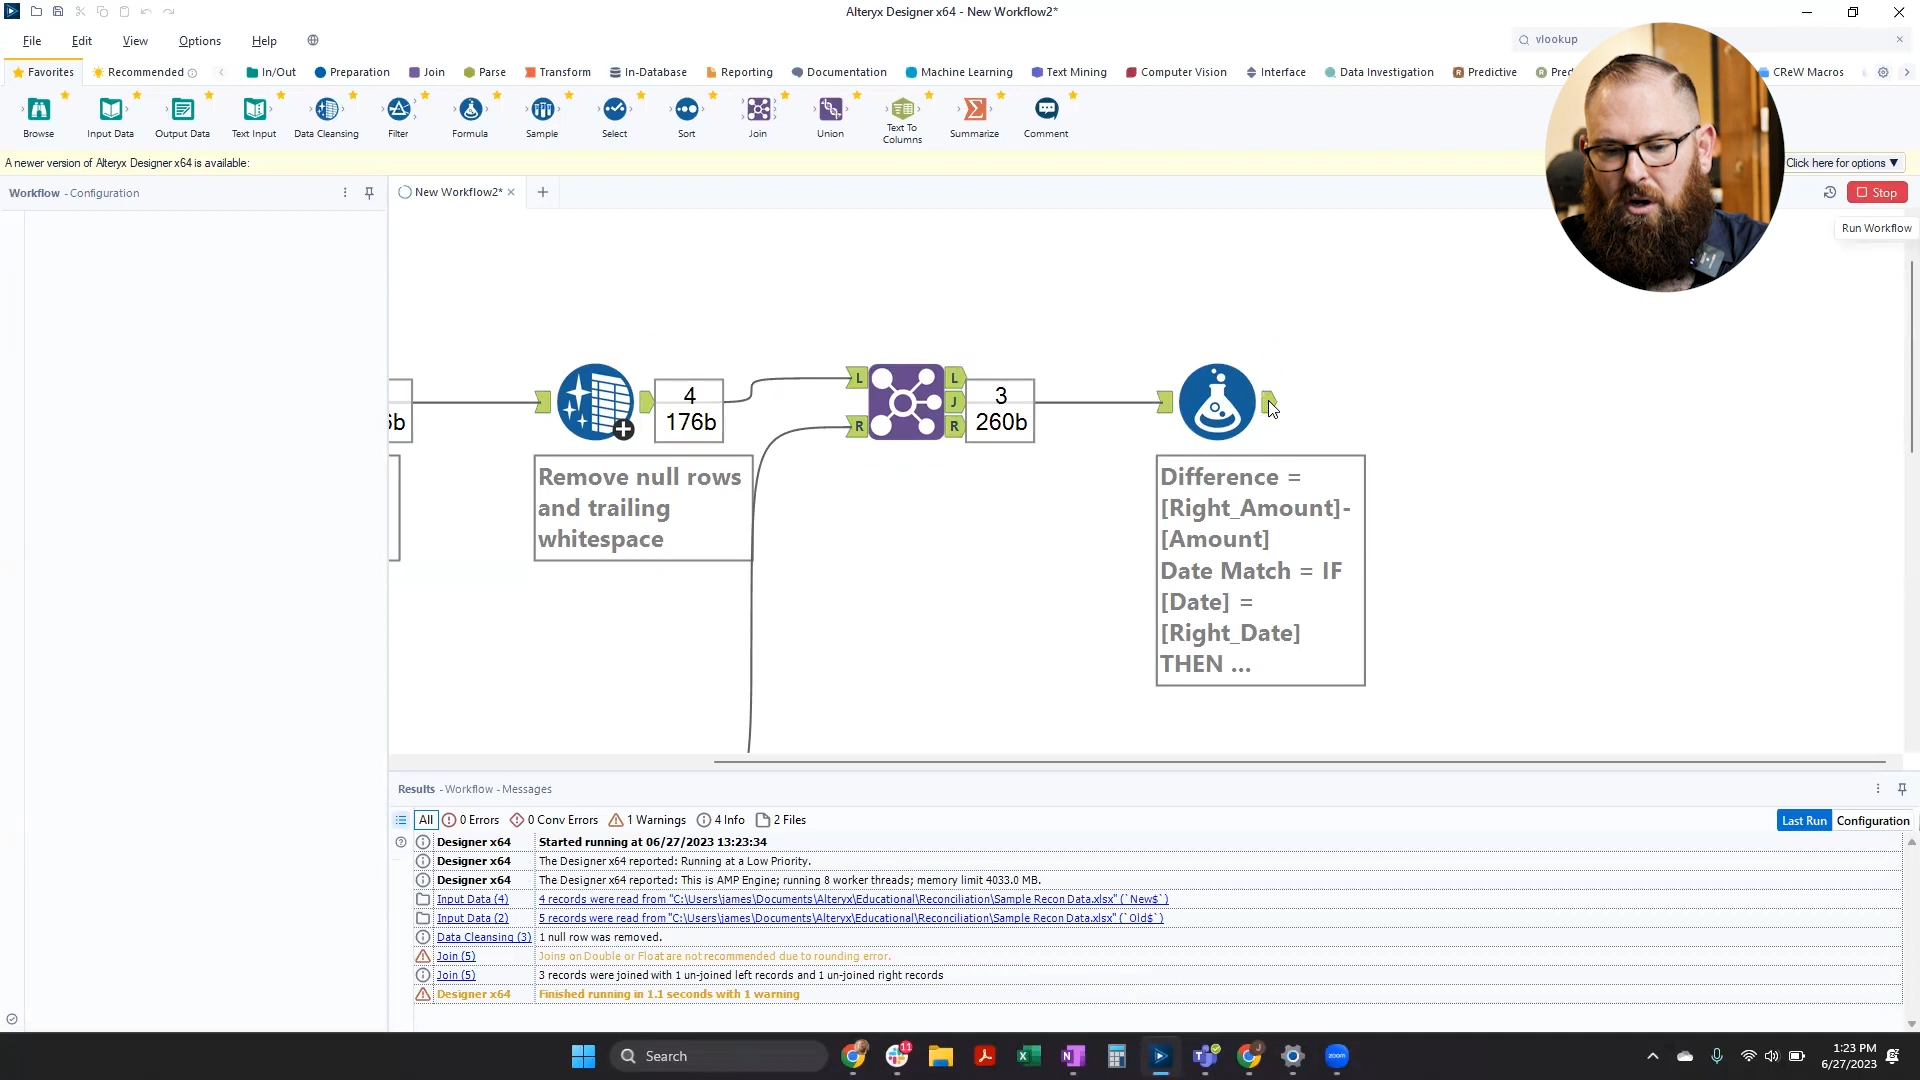 Alteryx Designer x64 - New Workflow2*
File Edit View Options Help
vlookup
Favorites Recommended In/Out Preparation Join Parse Transform In-Database Reporting Documentation Machine Learning Text Mining Computer Vision Interface Data Investigation Predictive Pred CReW Macros
Browse Input Data Output Data Text Input Data Cleansing Filter Formula Sample Select Sort Join Union Text To Columns Summarize Comment
A newer version of Alteryx Designer x64 is available:
Click here for options ▼
Workflow - Configuration
New Workflow2*
Stop
Run Workflow
6b
4
176b
L
R
L
J
R
3
260b
Remove null rows
and trailing
whitespace
Difference =
[Right_Amount]-
[Amount]
Date Match = IF
[Date] =
[Right_Date]
THEN ...
Results - Workflow - Messages
All 0 Errors 0 Conv Errors 1 Warnings 4 Info 2 Files
Last Run Configuration
Designer x64 Started running at 06/27/2023 13:23:34
Designer x64 The Designer x64 reported: Running at a Low Priority.
Designer x64 The Designer x64 reported: This is AMP Engine; running 8 worker threads; memory limit 4033.0 MB.
Input Data (4) 4 records were read from "C:\Users\james\Documents\Alteryx\Educational\Reconciliation\Sample Recon Data.xlsx" (`New$`)
Input Data (2) 5 records were read from "C:\Users\james\Documents\Alteryx\Educational\Reconciliation\Sample Recon Data.xlsx" (`Old$`)
Data Cleansing (3) 1 null row was removed.
Join (5) Joins on Double or Float are not recommended due to rounding error.
Join (5) 3 records were joined with 1 un-joined left records and 1 un-joined right records
Designer x64 Finished running in 1.1 seconds with 1 warning
Search
11
zoom
1:23 PM
6/27/2023